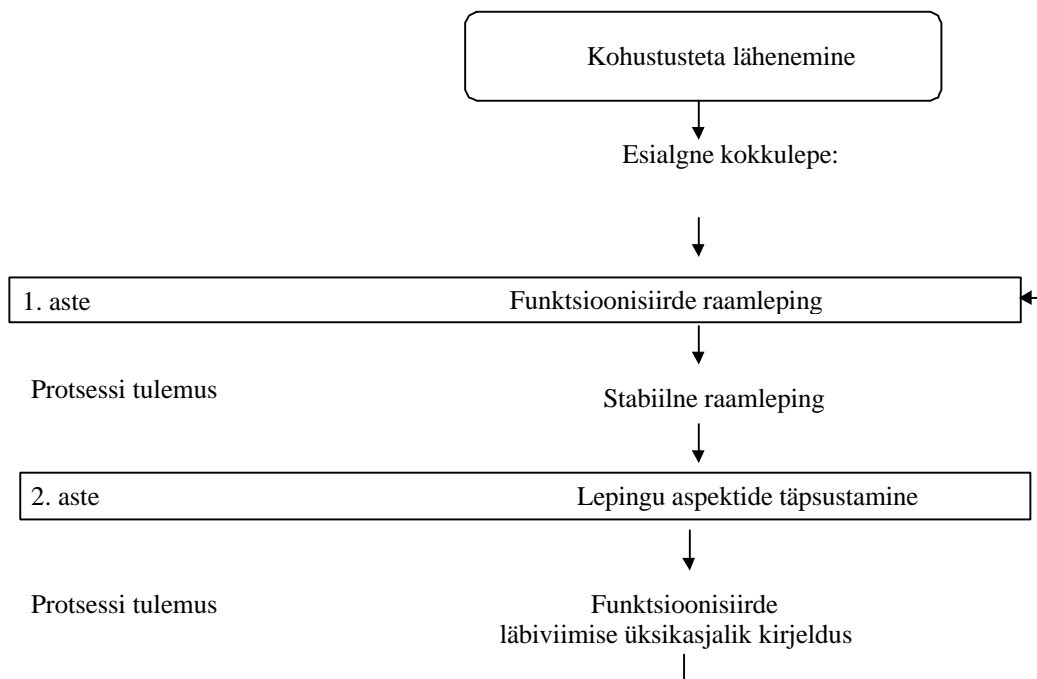 Kohustusteta lähenemine
Esialgne kokkulepe:
1. aste Funktsioonisiirde raamleping
Protsessi tulemus
Stabiilne raamleping
2. aste Lepingu aspektide täpsustamine
Protsessi tulemus Funktsioonisiirde
läbiviimise üksikasjalik kirjeldus